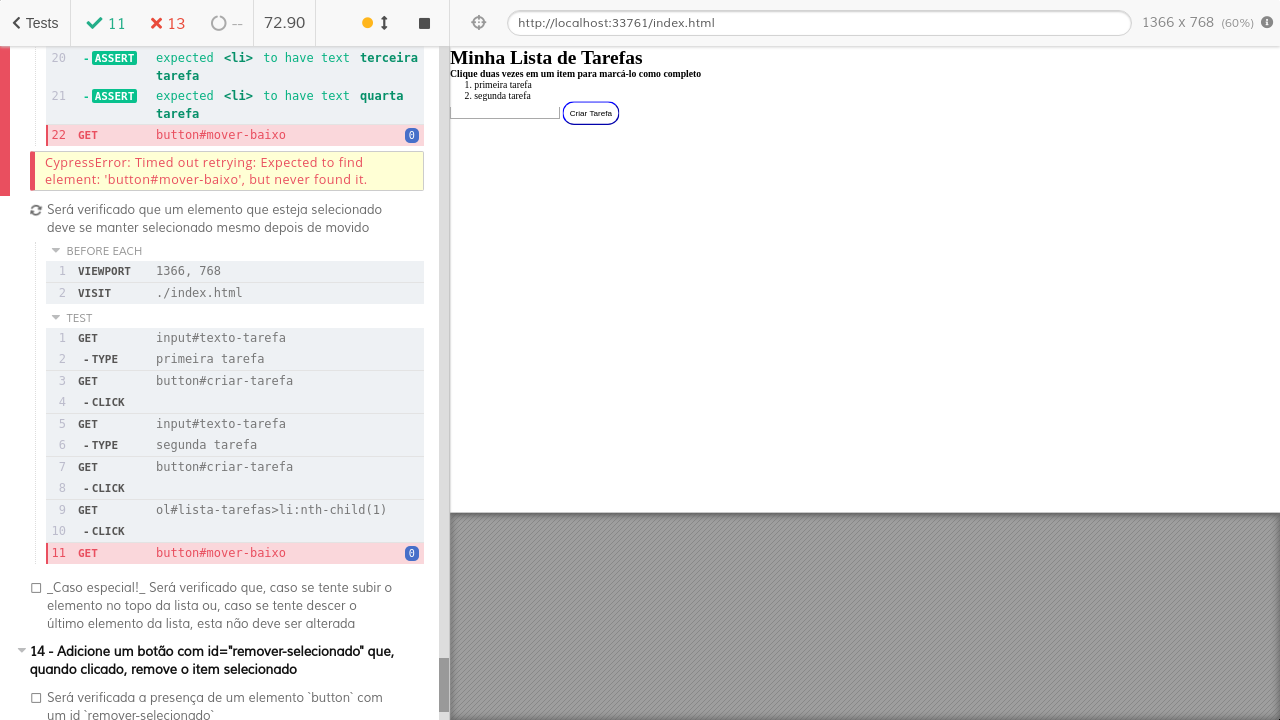 Tests 11 13 -- 72.90 http://localhost:33761/index.html 1366 x 768 (60%)
20 - ASSERT expected <li> to have text terceira
tarefa
21 - ASSERT expected <li> to have text quarta
tarefa
22 GET button#mover-baixo 0
CypressError: Timed out retrying: Expected to find
element: 'button#mover-baixo', but never found it.
Será verificado que um elemento que esteja selecionado
deve se manter selecionado mesmo depois de movido
BEFORE EACH
1 VIEWPORT 1366, 768
2 VISIT ./index.html
TEST
1 GET input#texto-tarefa
2 - TYPE primeira tarefa
3 GET button#criar-tarefa
4 - CLICK
5 GET input#texto-tarefa
6 - TYPE segunda tarefa
7 GET button#criar-tarefa
8 - CLICK
9 GET ol#lista-tarefas>li:nth-child(1)
10 - CLICK
11 GET button#mover-baixo 0
_Caso especial!_ Será verificado que, caso se tente subir o
elemento no topo da lista ou, caso se tente descer o
último elemento da lista, esta não deve ser alterada
14 - Adicione um botão com id="remover-selecionado" que,
quando clicado, remove o item selecionado
Será verificada a presença de um elemento `button` com
um id `remover-selecionado`
Minha Lista de Tarefas
Clique duas vezes em um item para marcá-lo como completo
1. primeira tarefa
2. segunda tarefa
Criar Tarefa